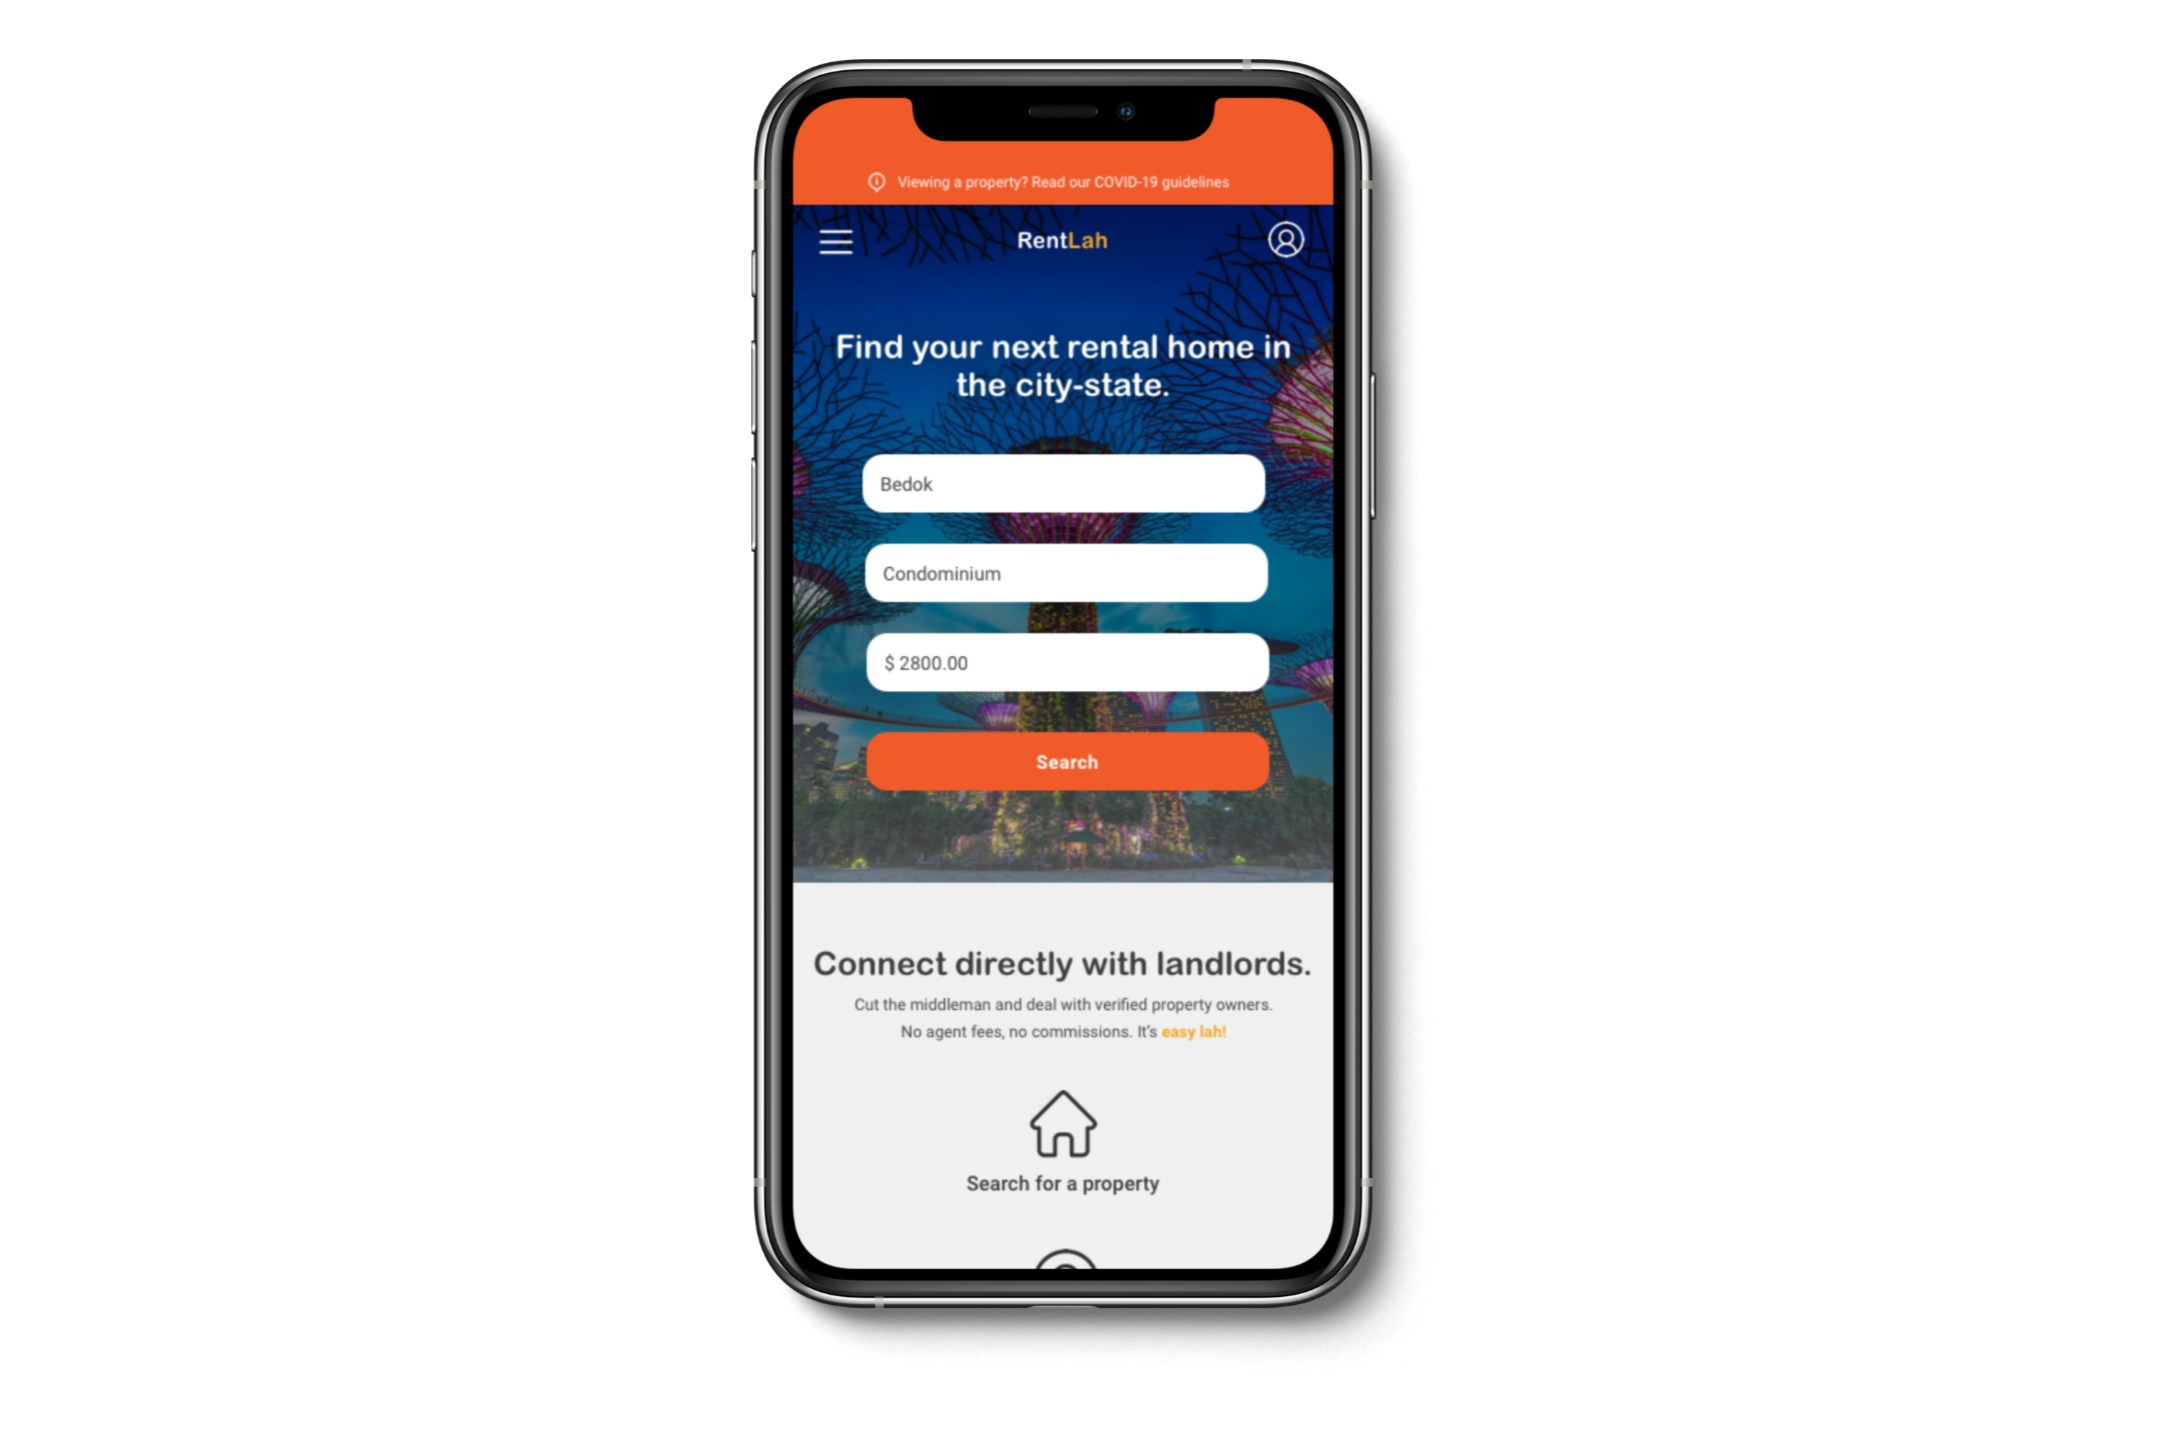 Viewing a property? Read our COVID-19 guidelines
RentLah
Find your next rental home in
the city-state.
Bedok
Condominium
$ 2800.00
Search
Connect directly with landlords.
Cut the middleman and deal with verified property owners.
No agent fees, no commissions. It's easy lah!
Search for a property